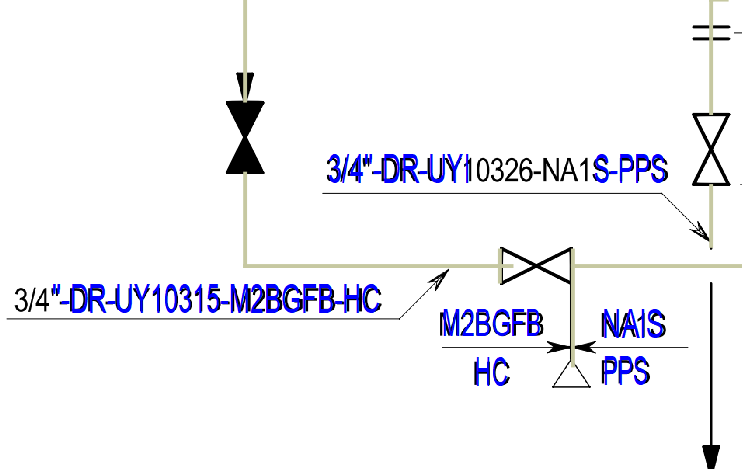 3/4"-DR-UY10326-NA1S-PPS
3/4"-DR-UY10315-M2BGFB-HC
M2BGFB NA1S
HC PPS